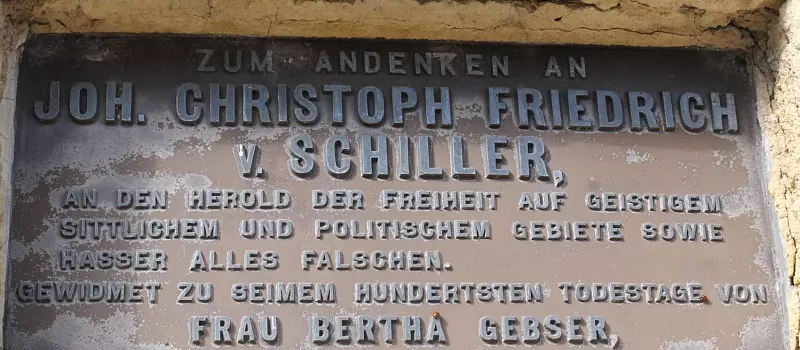 ZUM ANDENKEN AN
JOH. CHRISTOPH FRIEDRICH
V. SCHILLER,
AN DEN HEROLD DER FREIHEIT AUF GEISTIGEM
SITTLICHEM UND POLITISCHEM GEBIETE SOWIE
HASSER ALLES FALSCHEN.
GEWIDMET ZU SEIMEM HUNDERTSTEN TODESTAGE VON
FRAU BERTHA GEBSER,